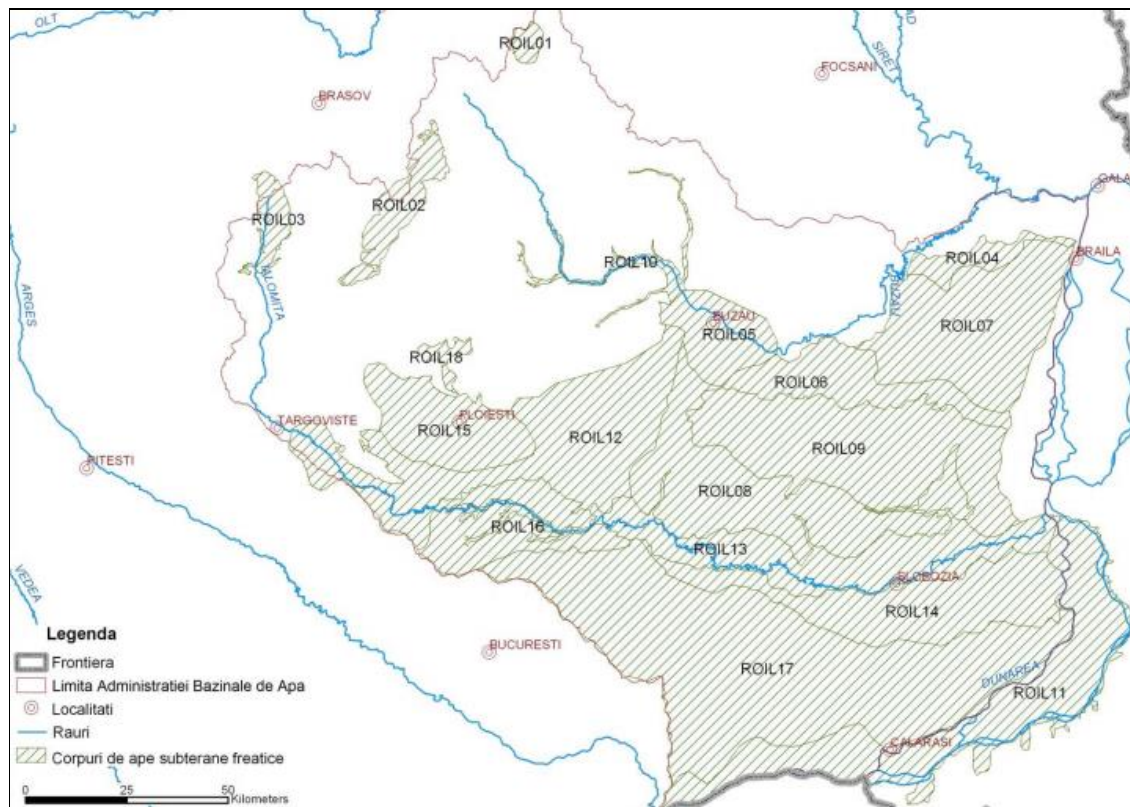 OLT
ROIL01
SIRET
FOCSANI
BRASOV
GALA
ROIL02
ROIL03
ROIL04
BRAILA
ROIL10
IALOMITA
BUZAU
ARGES
BUZAU
ROIL05
ROIL07
ROIL18
ROIL06
TARGOVISTE
PLOIESTI
ROIL15
ROIL12
ROIL09
PITESTI
ROIL08
ROIL16
ROIL13
SLOBOZIA
VEDEA
ROIL14
BUCURESTI
ROIL17
DUNAREA
ROIL11
CALARASI
Legenda
Frontiera
Limita Administratiei Bazinale de Apa
Localitati
Rauri
Corpuri de ape subterane freatice
0 25 50
Kilometers